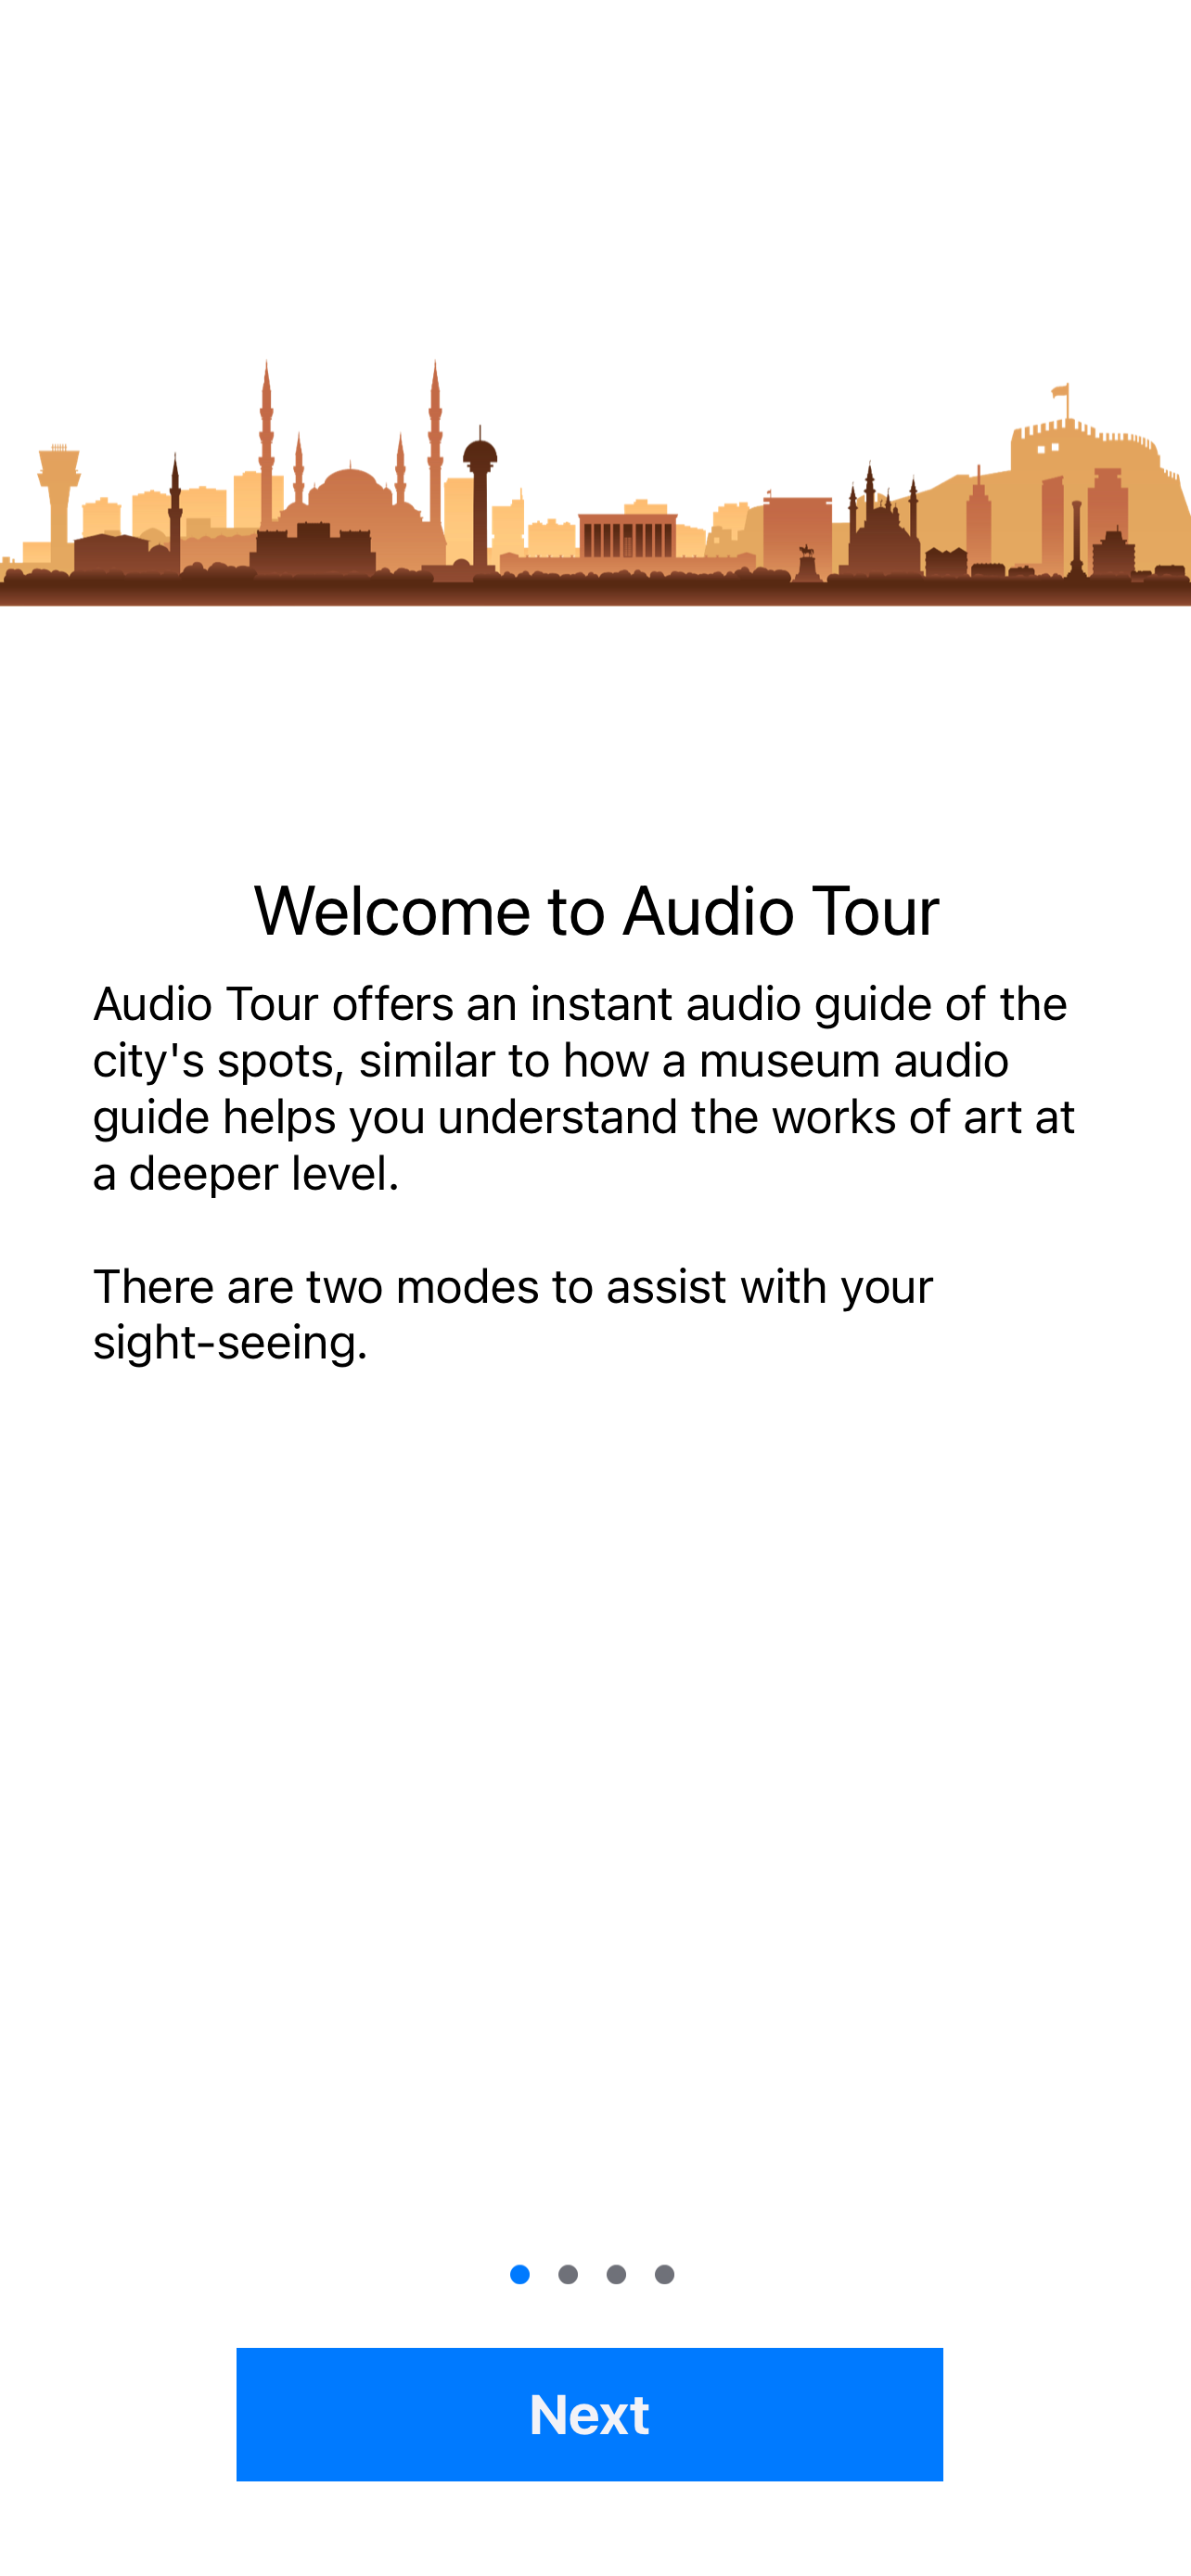 Welcome to Audio Tour
Audio Tour offers an instant audio guide of the
city's spots, similar to how a museum audio
guide helps you understand the works of art at
a deeper level.
There are two modes to assist with your
sight-seeing.
Next